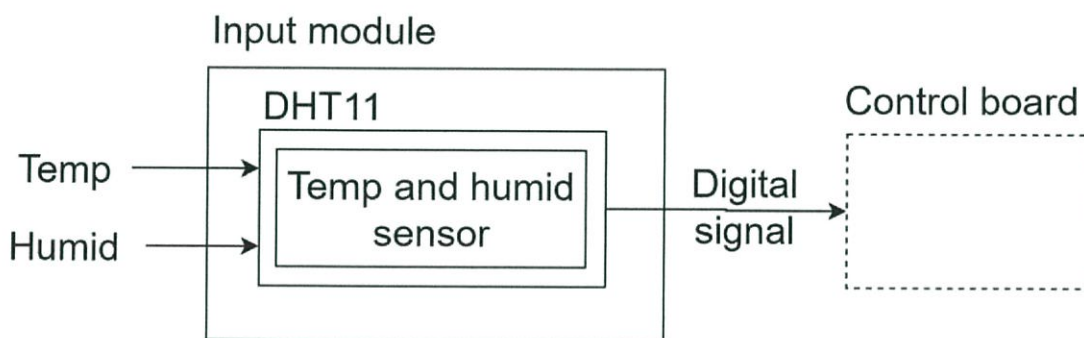 Input module
DHT11
Control board
Temp
Temp and humid
sensor
Digital
signal
Humid